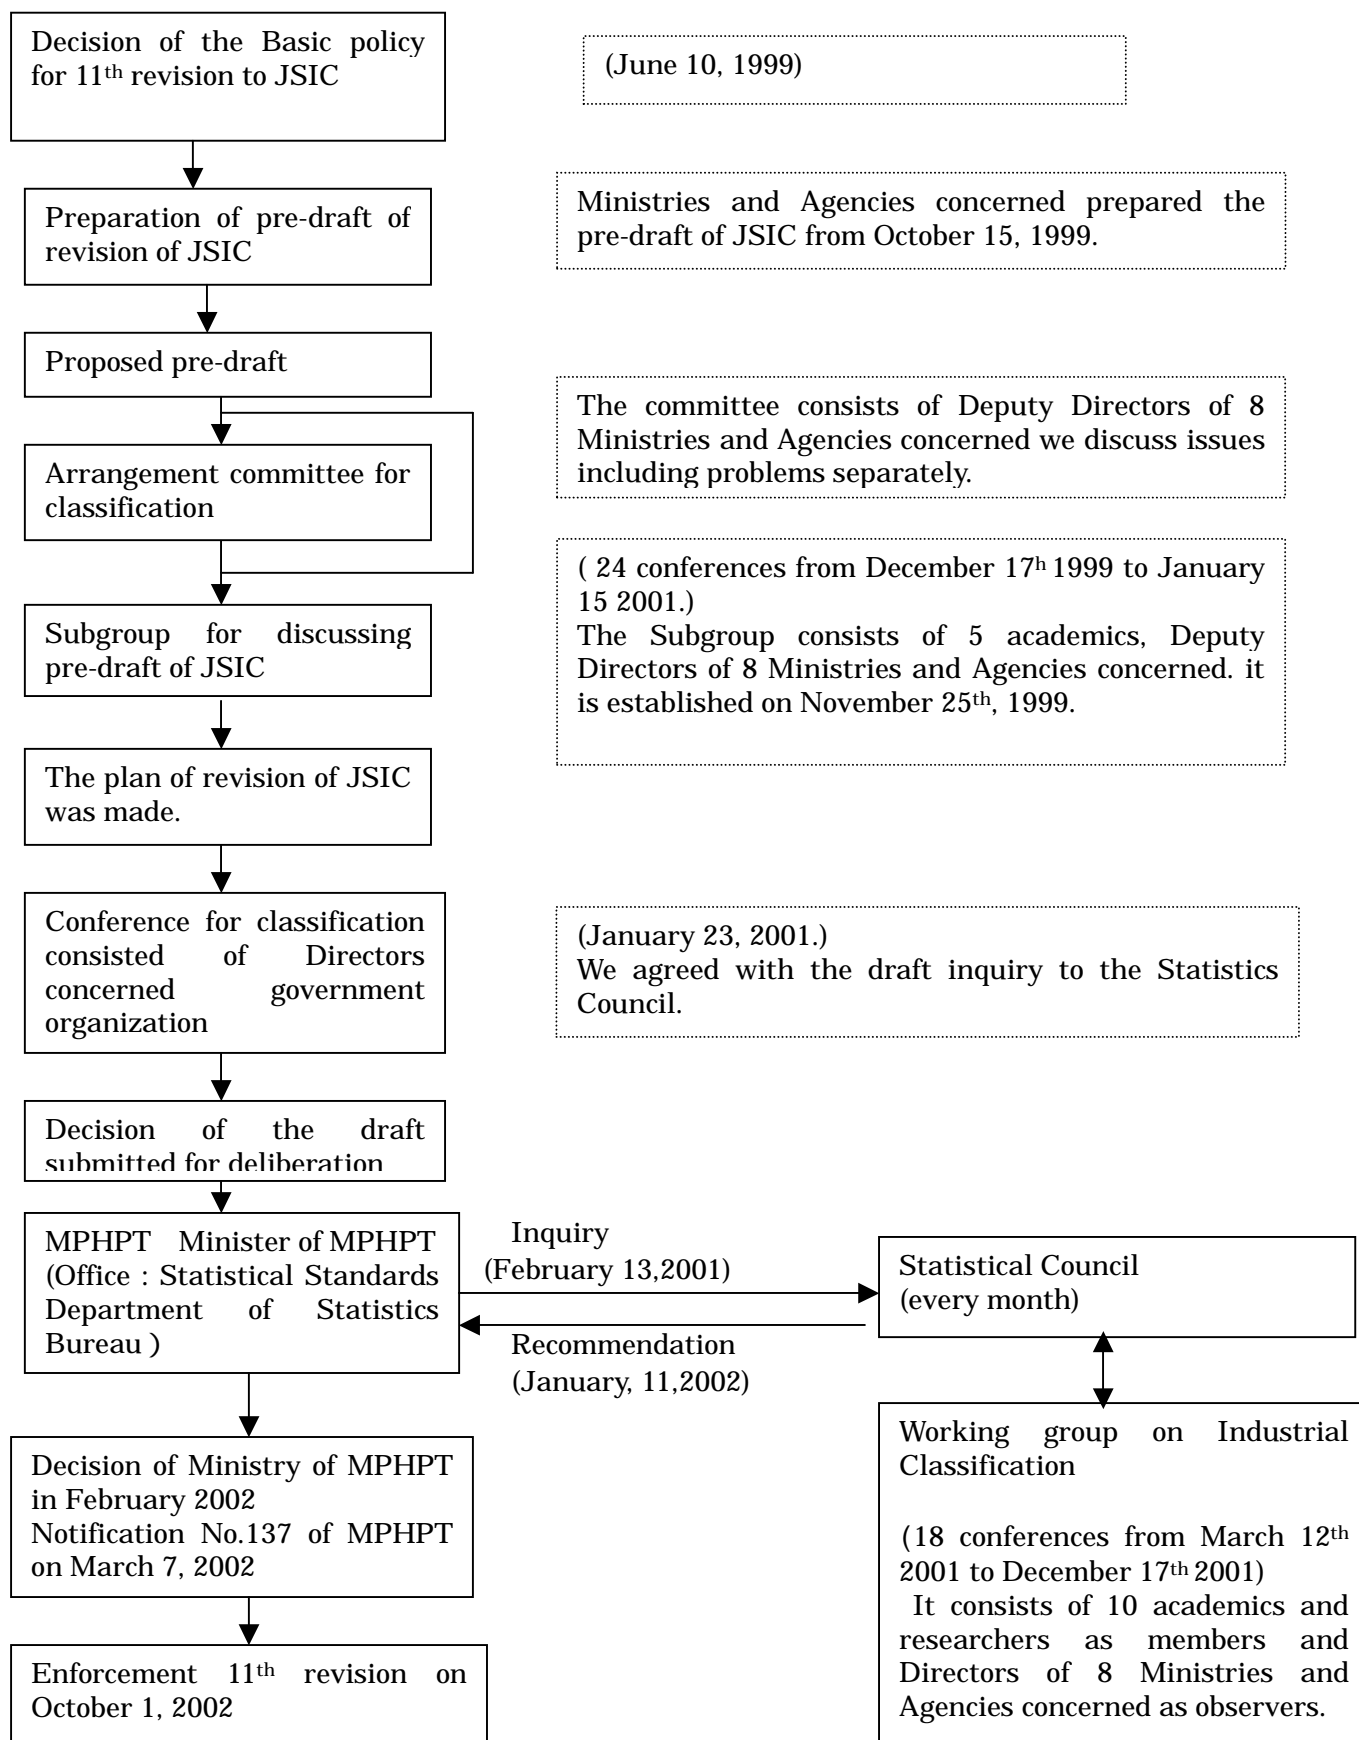 Decision of the Basic policy
for 11th revision to JSIC
(June 10, 1999)
Preparation of pre-draft of
revision of JSIC
Ministries and Agencies concerned prepared the
pre-draft of JSIC from October 15, 1999.
Proposed pre-draft
The committee consists of Deputy Directors of 8
Ministries and Agencies concerned we discuss issues
including problems separately.
Arrangement committee for
classification
( 24 conferences from December 17h 1999 to January
15 2001.)
The Subgroup consists of 5 academics, Deputy
Directors of 8 Ministries and Agencies concerned. it
is established on November 25th, 1999.
Subgroup for discussing
pre-draft of JSIC
The plan of revision of JSIC
was made.
Conference for classification
consisted of Directors
concerned government
organization
(January 23, 2001.)
We agreed with the draft inquiry to the Statistics
Council.
Decision of the draft
submitted for deliberation
MPHPT Minister of MPHPT
(Office : Statistical Standards
Department of Statistics
Bureau )
Inquiry
(February 13,2001)
Recommendation
(January, 11,2002)
Statistical Council
(every month)
Working group on Industrial
Classification
(18 conferences from March 12th
2001 to December 17th 2001)
It consists of 10 academics and
researchers as members and
Directors of 8 Ministries and
Agencies concerned as observers.
Decision of Ministry of MPHPT
in February 2002
Notification No.137 of MPHPT
on March 7, 2002
Enforcement 11th revision on
October 1, 2002